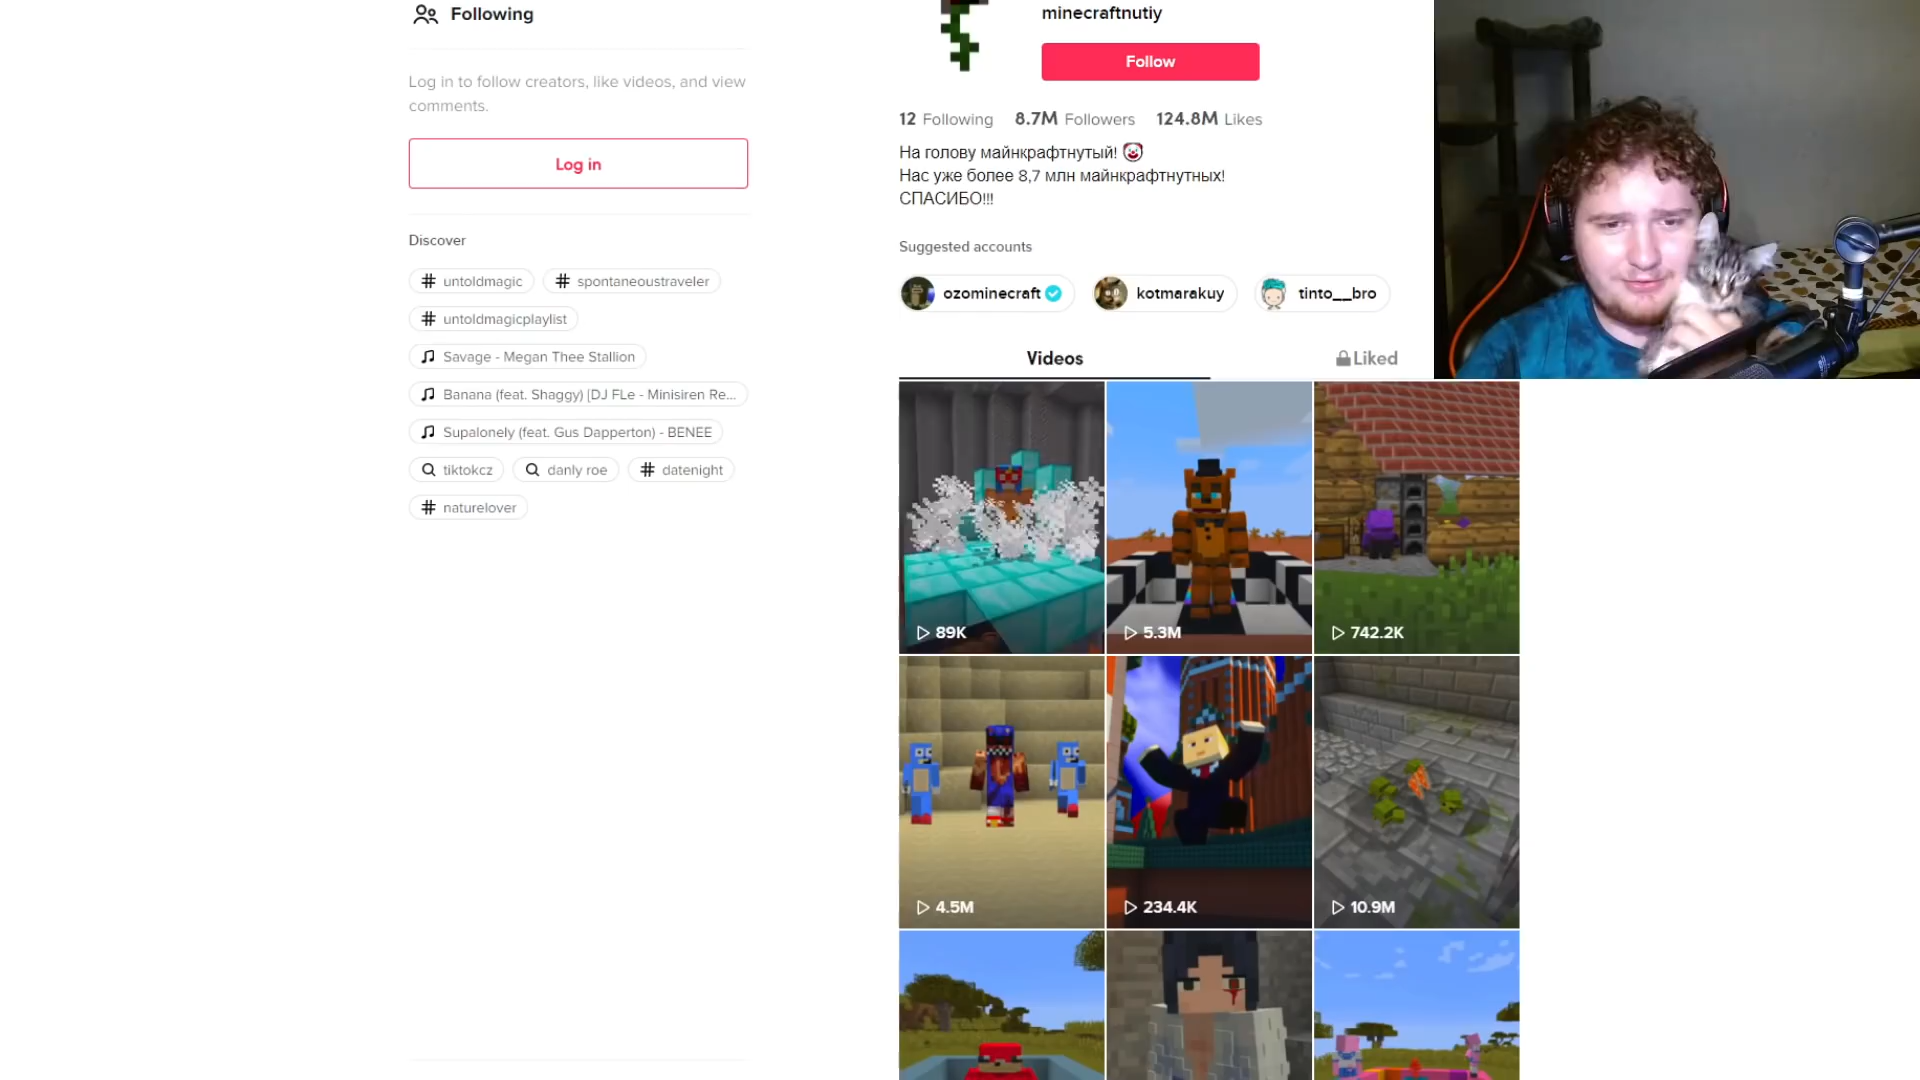 Following
Log in to follow creators, like videos, and view
comments.
Log in
Discover
# untoldmagic
# spontaneoustraveler
# untoldmagicplaylist
Savage - Megan Thee Stallion
Banana (feat. Shaggy) [DJ FLe - Minisiren Re...
Supalonely (feat. Gus Dapperton) - BENEE
tiktokcz
danly roe
# datenight
# naturelover
minecraftnutiy
Follow
12 Following 8.7M Followers 124.8M Likes
На голову майнкрафтнутый! 🤡
Нас уже более 8,7 млн майнкрафтнутных!
СПАСИБО!!!
Suggested accounts
ozominecraft
kotmarakuy
tinto__bro
Videos
Liked
89K
5.3M
742.2K
4.5M
234.4K
10.9M